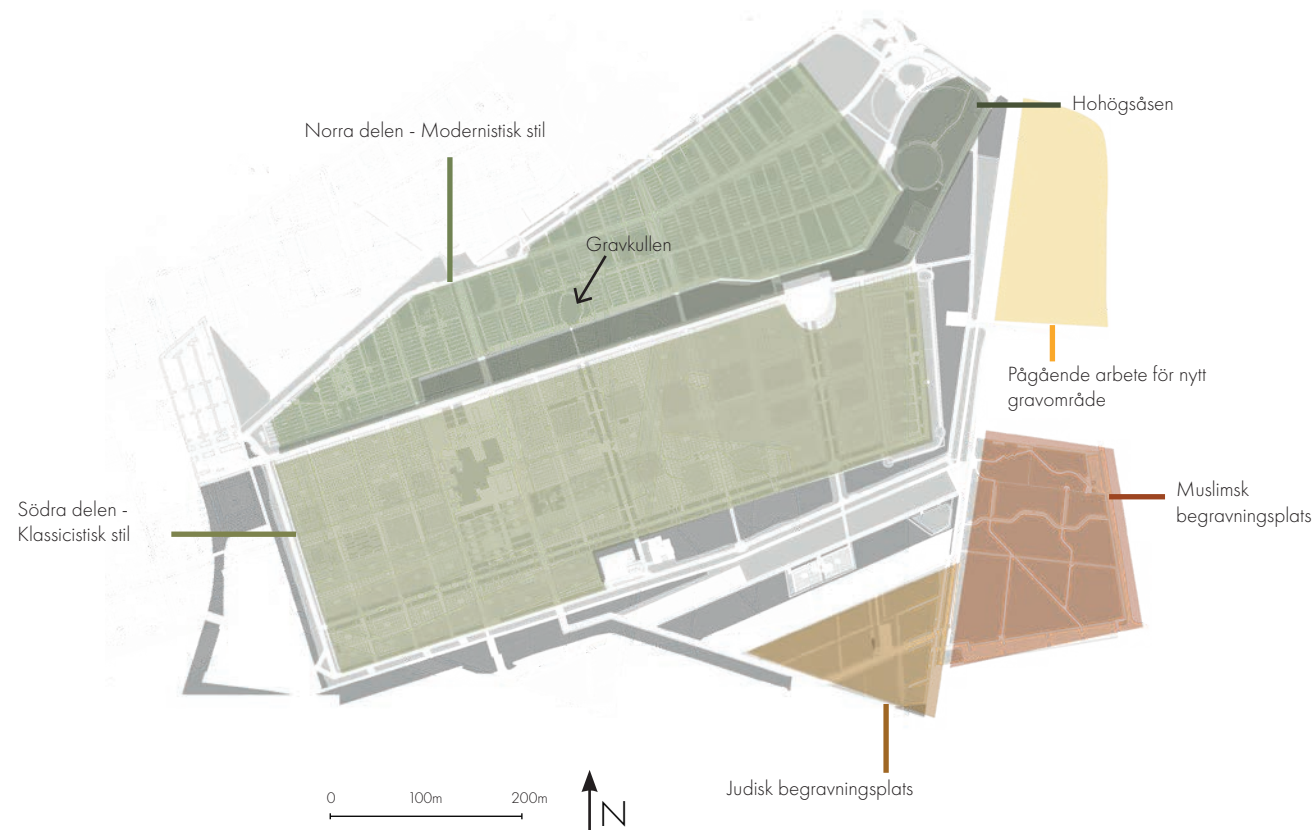 Hohögsåsen
Norra delen - Modernistisk stil
Gravkullen
Pågående arbete för nytt
gravområde
Muslimsk
begravningsplats
Södra delen -
Klassicistisk stil
Judisk begravningsplats
0 100m 200m
N